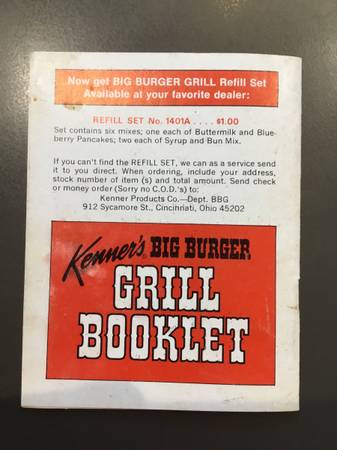 Now get BIG BURGER GRILL Refill Set
Available at your favorite dealer:
REFILL SET No. 1401A . . . . $1.00
Set contains six mixes; one each of Buttermilk and Blue-
berry Pancakes; two each of Syrup and Bun Mix.
If you can't find the REFILL SET, we can as a service send
it to you direct. When ordering, include your address,
stock number of item (s) and total amount. Send check
or money order (Sorry no C.O.D.'s) to:
Kenner Products Co.—Dept. BBG
912 Sycamore St., Cincinnati, Ohio 45202
Kenner's BIG BURGER
GRILL
BOOKLET